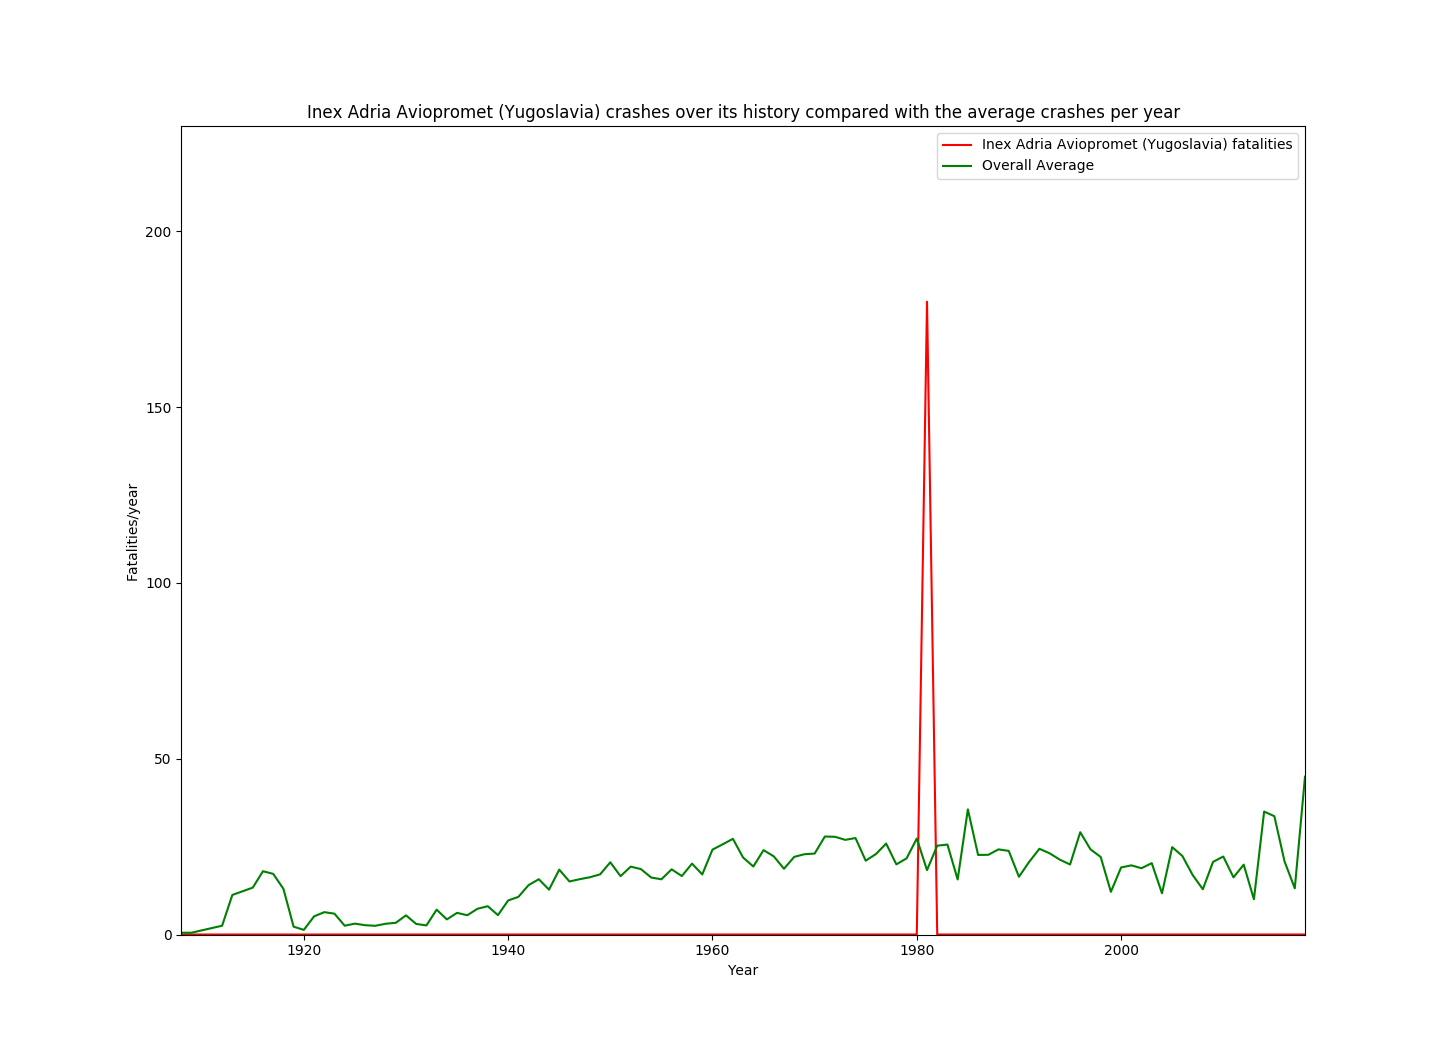 Inex Adria Aviopromet (Yugoslavia) crashes over its history compared with the average crashes per year
Inex Adria Aviopromet (Yugoslavia) fatalities
Overall Average
200
150
100
50
0
Fatalities/year
1920
1940
1960
1980
2000
Year